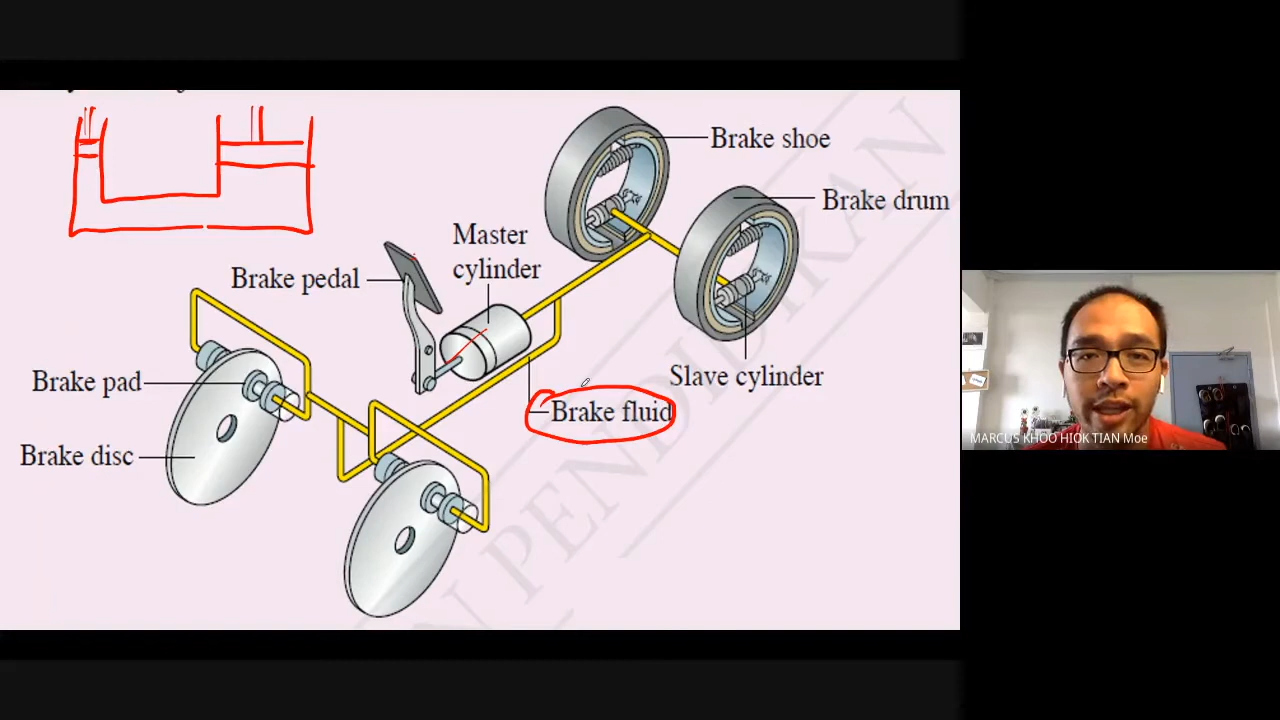 Brake shoe
Brake drum
Master
cylinder
Brake pedal
Slave cylinder
Brake pad
Brake fluid
Brake disc
PENDIDIKAN
MARCUS KHOO HIOK TIAN Moe